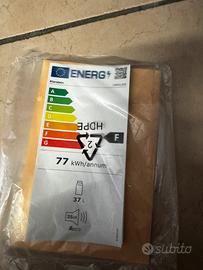 ENERG
A
B
C
D
E
F
G
F
2
HDPE
77 kWh/annum
37 L
subito